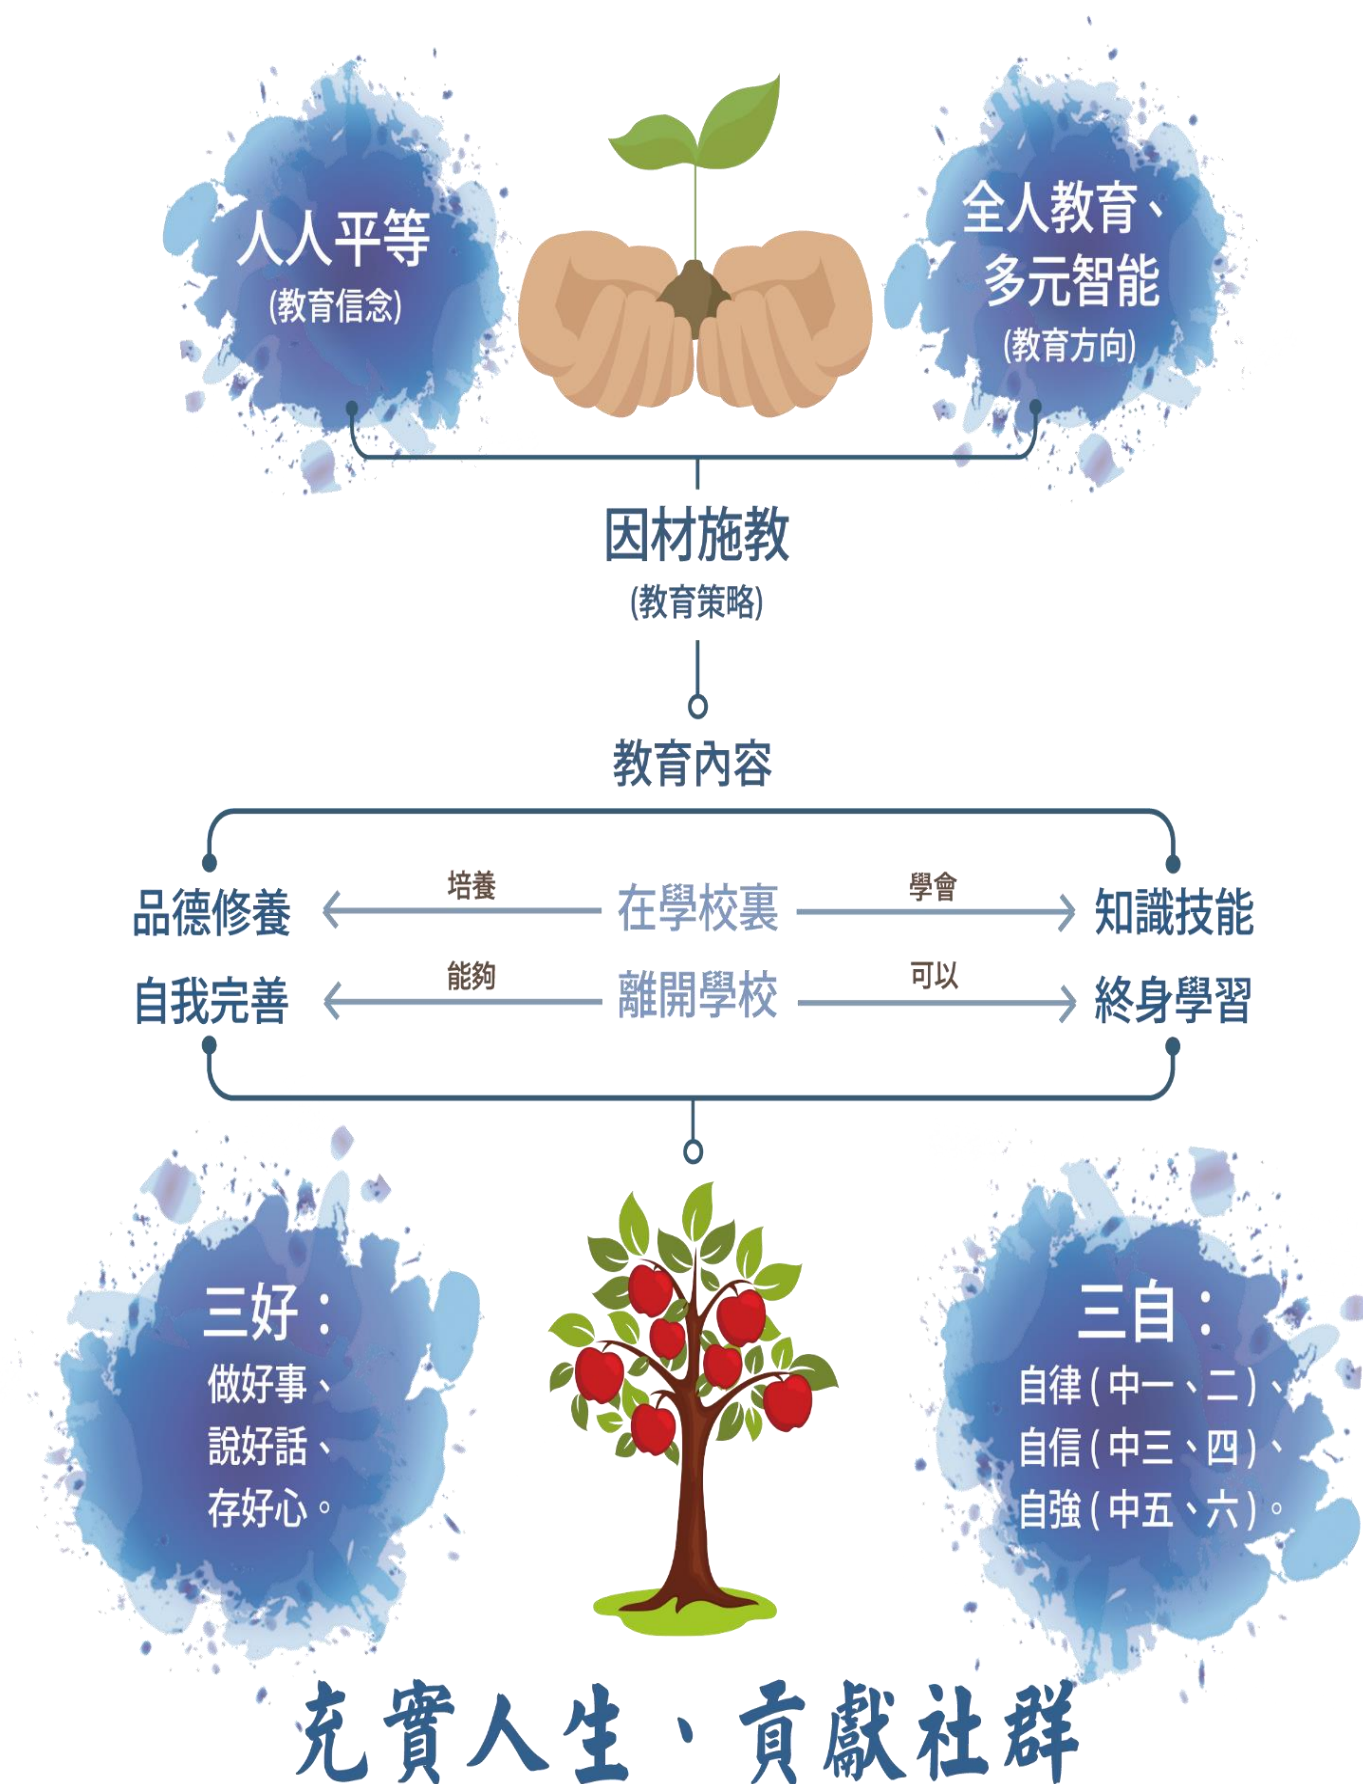 人人平等
(教育信念)
全人教育、
多元智能
(教育方向)
因材施教
(教育策略)
教育內容
品德修養
培養
在學校裏
學會
知識技能
自我完善
能夠
離開學校
可以
終身學習
三好：
做好事、
說好話、
存好心。
三自：
自律(中一、二)、
自信(中三、四)、
自強(中五、六)。
充實人生、貢獻社群